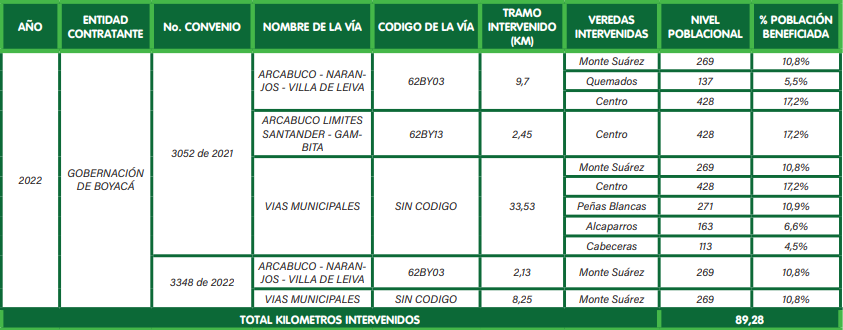 AÑO
ENTIDAD
CONTRATANTE
No. CONVENIO
NOMBRE DE LA VÍA
CODIGO DE LA VÍA
TRAMO
INTERVENIDO
(KM)
VEREDAS
INTERVENIDAS
NIVEL
POBLACIONAL
% POBLACIÓN
BENEFICIADA
2022
GOBERNACIÓN
DE BOYACÁ
3052 de 2021
ARCABUCO - NARAN-
JOS - VILLA DE LEIVA
62BY03
9,7
Monte Suárez
269
10,8%
Quemados
137
5,5%
Centro
428
17,2%
ARCABUCO LIMITES
SANTANDER - GAM-
BITA
62BY13
2,45
Centro
428
17,2%
VIAS MUNICIPALES
SIN CODIGO
33,53
Monte Suárez
269
10,8%
Centro
428
17,2%
Peñas Blancas
271
10,9%
Alcaparros
163
6,6%
Cabeceras
113
4,5%
3348 de 2022
ARCABUCO - NARAN-
JOS - VILLA DE LEIVA
62BY03
2,13
Monte Suárez
269
10,8%
VIAS MUNICIPALES
SIN CODIGO
8,25
Monte Suárez
269
10,8%
TOTAL KILOMETROS INTERVENIDOS
89,28